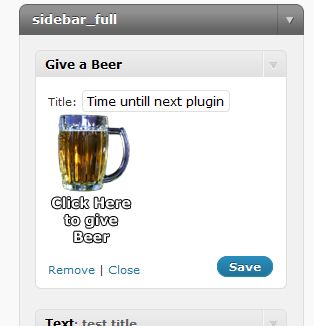 sidebar_full
Give a Beer
Title: Time untill next plugin
Click Here
to give
Beer
Remove | Close
Save
Text: test title